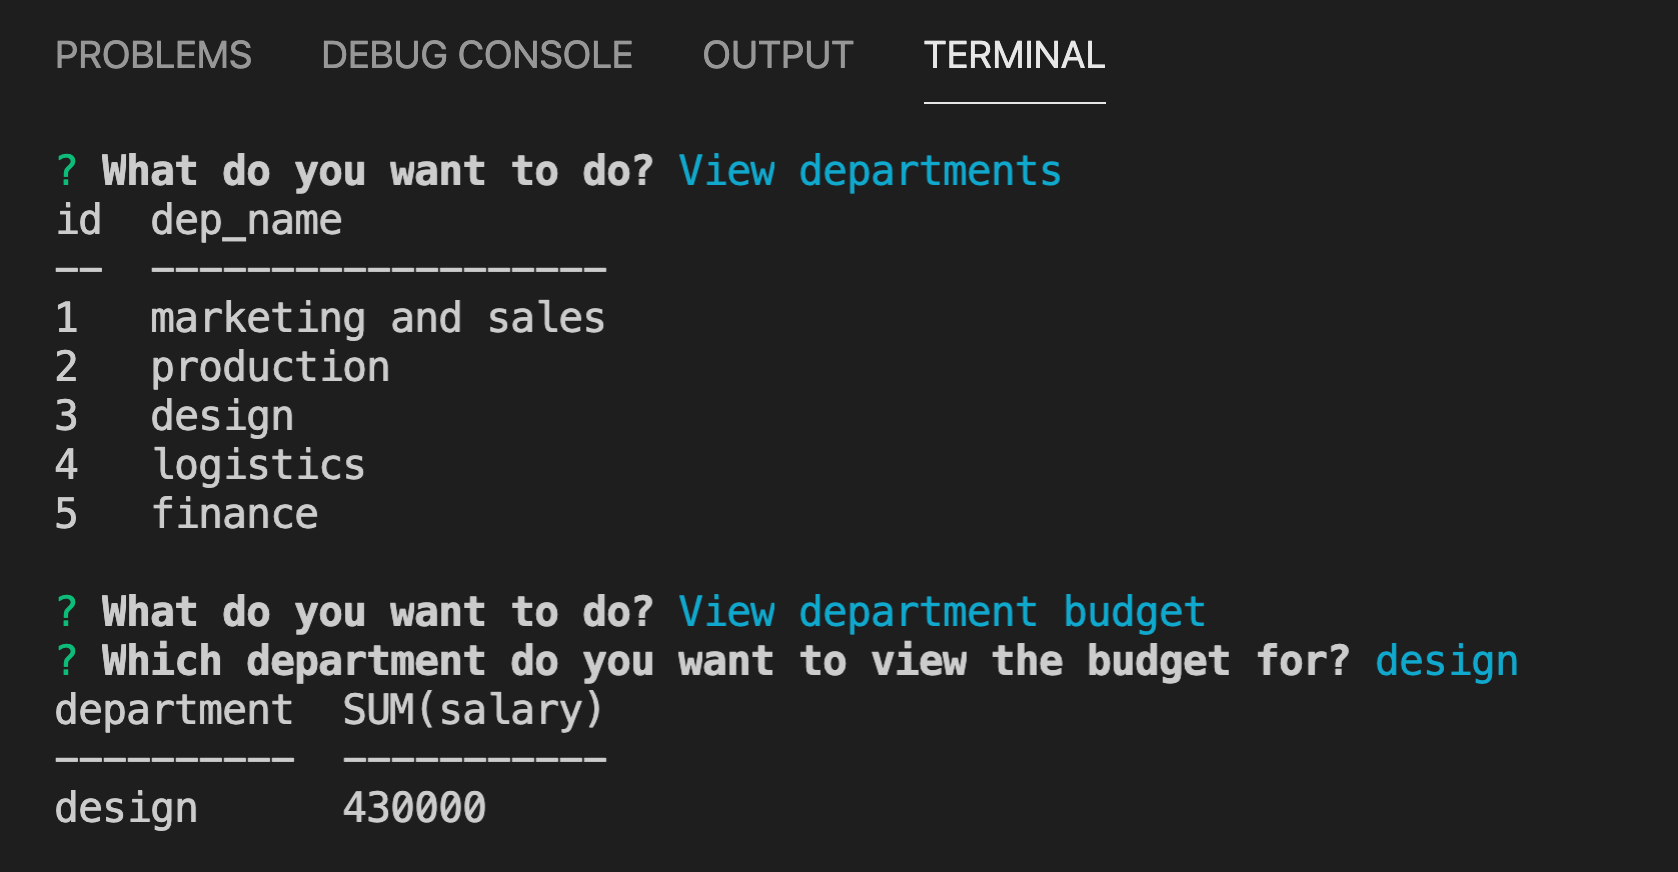 PROBLEMS DEBUG CONSOLE OUTPUT TERMINAL
? What do you want to do? View departments
id  dep_name
--  -------------------
1   marketing and sales
2   production
3   design
4   logistics
5   finance
? What do you want to do? View department budget
? Which department do you want to view the budget for? design
department  SUM(salary)
----------  -----------
design      430000